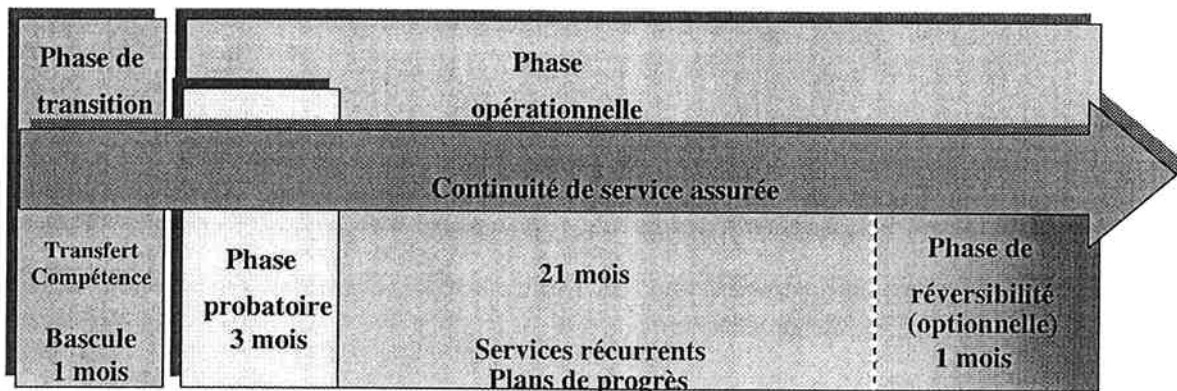 Phase de
transition
Phase
opérationnelle
Continuité de service assurée
Transfert
Compétence
Bascule
1 mois
Phase
probatoire
3 mois
21 mois
Services récurrents
Plans de progrès
Phase de
réversibilité
(optionnelle)
1 mois